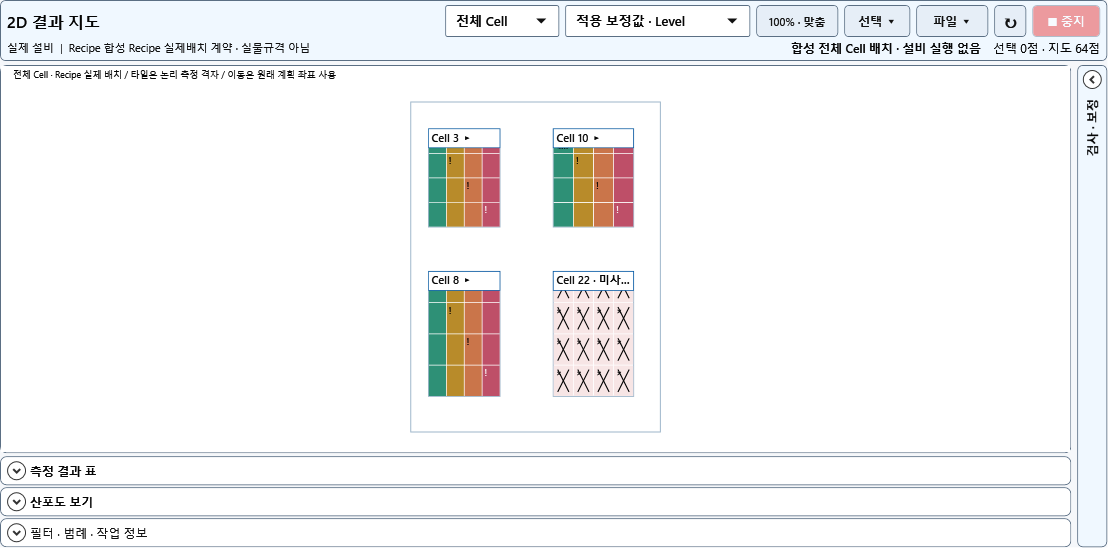 2D 결과 지도
전체 Cell
적용 보정값 · Level
100% · 맞춤
선택
파일
중지
실제 설비 | Recipe 합성 Recipe 실제배치 계약 · 실물규격 아님
합성 전체 Cell 배치 · 설비 실행 없음
선택 0점 · 지도 64점
전체 Cell · Recipe 실제 배치 / 타일은 논리 측정 격자 / 이동은 원래 계획 좌표 사용
검사 · 보정
Cell 3
Cell 10
!
!
!
!
!
!
Cell 8
Cell 22 · 미사...
!
!
!
측정 결과 표
산포도 보기
필터 · 범례 · 작업 정보